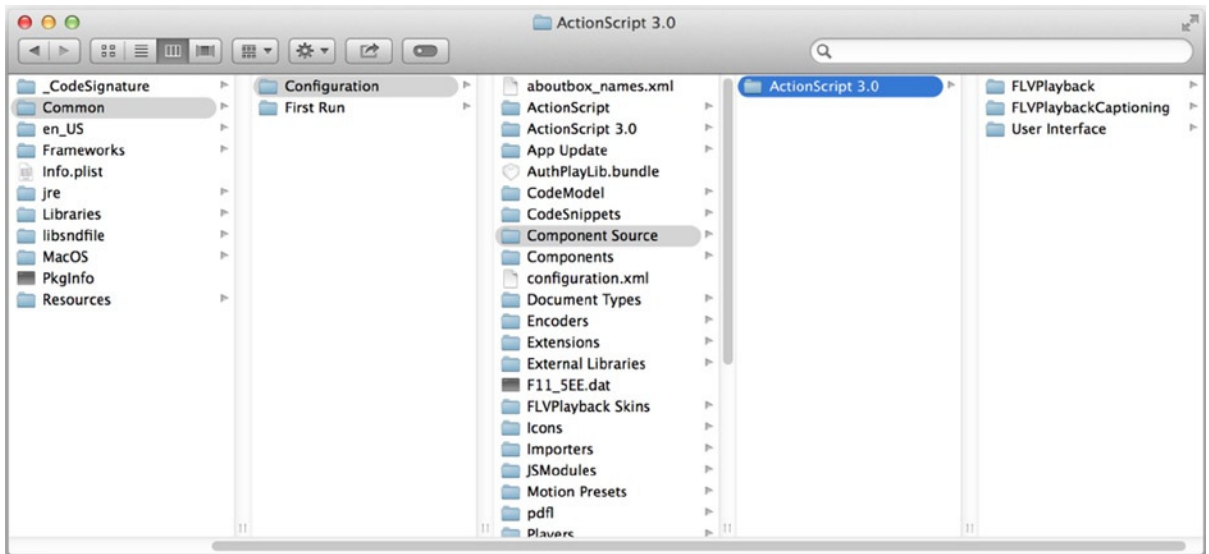 ActionScript 3.0
_CodeSignature
Common
en_US
Frameworks
Info.plist
jre
Libraries
libsndfile
MacOS
PkgInfo
Resources
Configuration
First Run
aboutbox_names.xml
ActionScript
ActionScript 3.0
App Update
AuthPlayLib.bundle
CodeModel
CodeSnippets
Component Source
Components
configuration.xml
Document Types
Encoders
Extensions
External Libraries
F11_5EE.dat
FLVPlayback Skins
Icons
Importers
JSModules
Motion Presets
pdfl
Players
ActionScript 3.0
FLVPlayback
FLVPlaybackCaptioning
User Interface